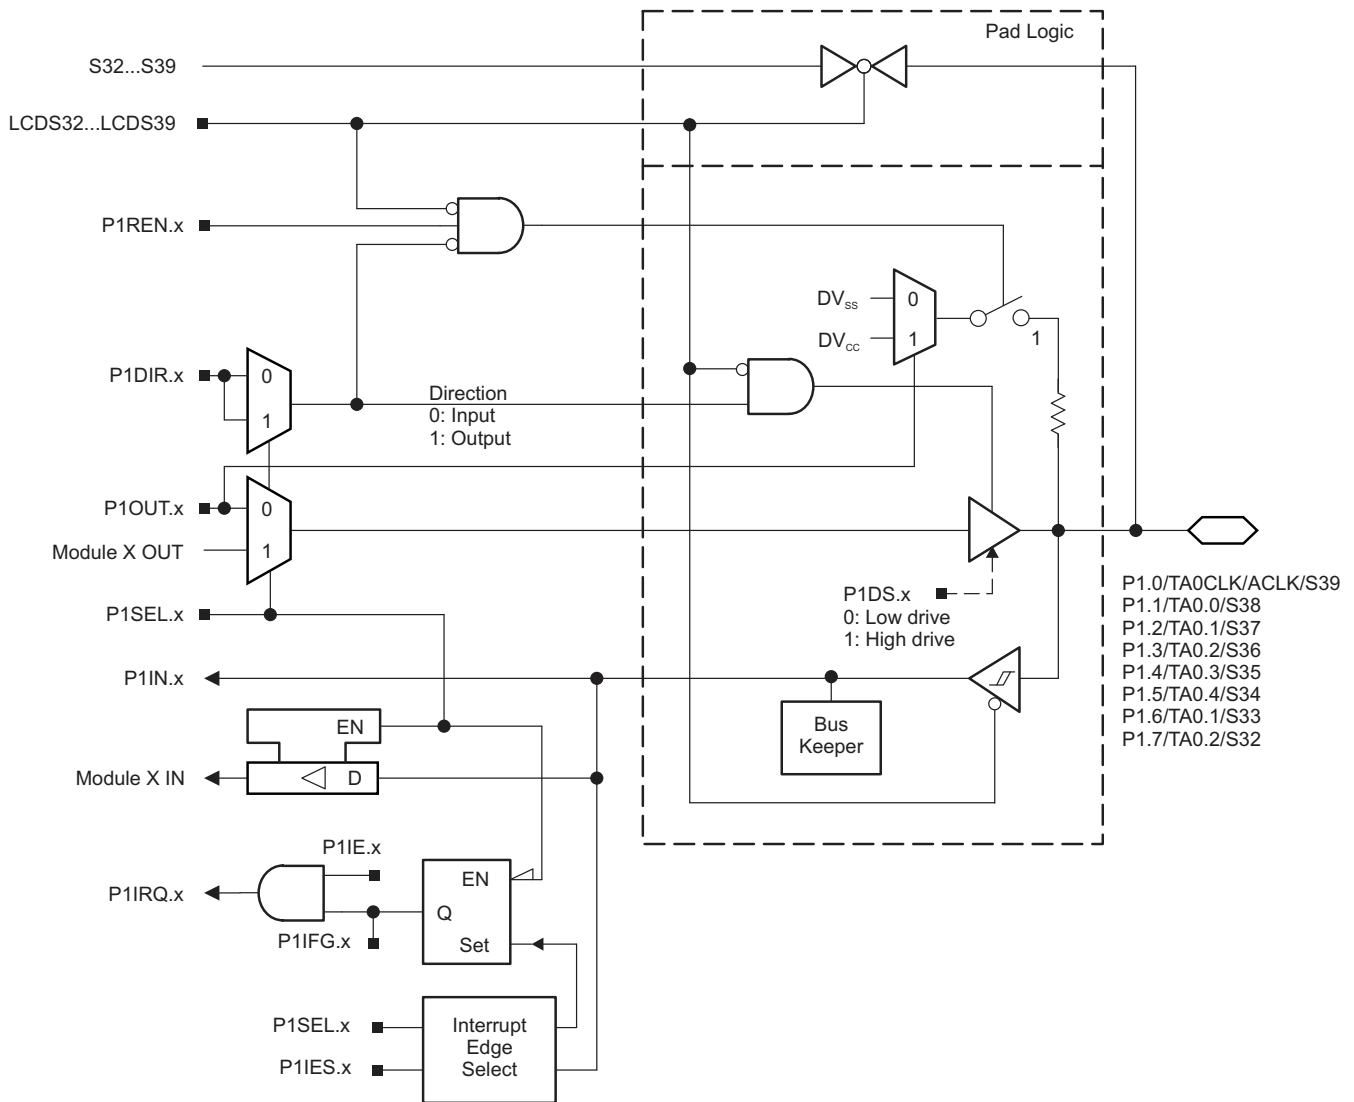 Pad Logic
S32...S39
LCDS32...LCDS39
P1REN.x
DVSS
0
DVCC
1
1
P1DIR.x
0
1
Direction
0: Input
1: Output
P1OUT.x
0
Module X OUT
1
P1SEL.x
P1DS.x
0: Low drive
1: High drive
P1.0/TA0CLK/ACLK/S39
P1.1/TA0.0/S38
P1.2/TA0.1/S37
P1.3/TA0.2/S36
P1.4/TA0.3/S35
P1.5/TA0.4/S34
P1.6/TA0.1/S33
P1.7/TA0.2/S32
P1IN.x
Bus
Keeper
EN
Module X IN
D
P1IE.x
P1IRQ.x
EN
Q
P1IFG.x
Set
P1SEL.x
P1IES.x
Interrupt
Edge
Select